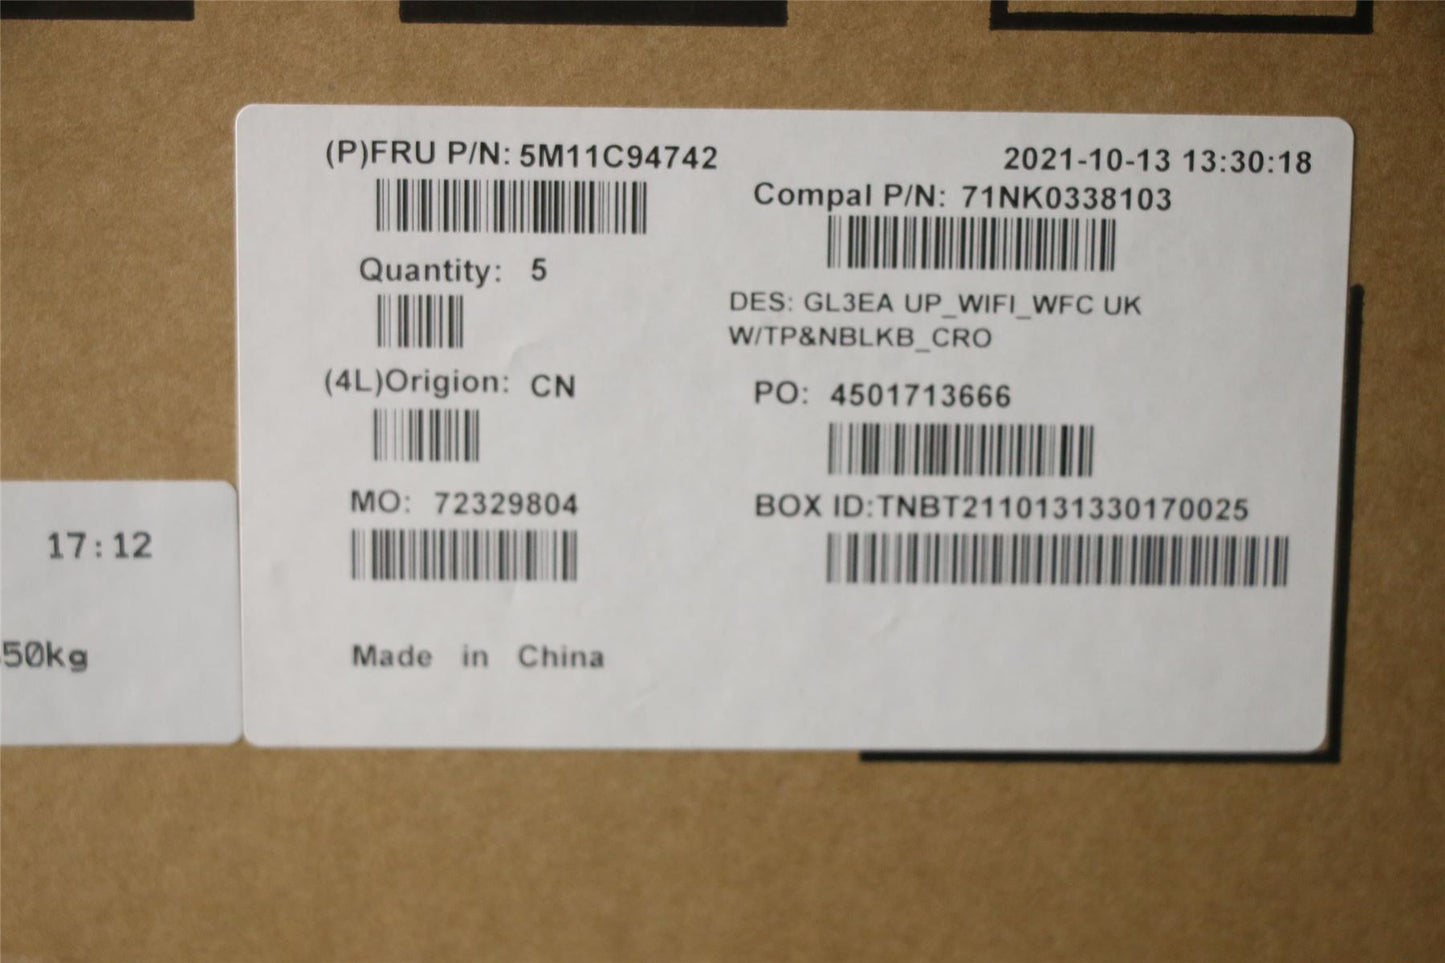 (P)FRU P/N: 5M11C94742
2021-10-13 13:30:18
Compal P/N: 71NK0338103
Quantity: 5
DES: GL3EA UP_WIFI_WFC UK
W/TP&NBLKB_CRO
(4L)Origion: CN
PO: 4501713666
MO: 72329804
BOX ID:TNBT2110131330170025
Made in China
17:12
50kg